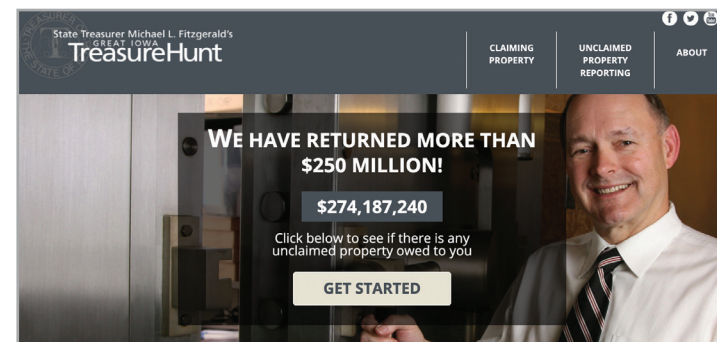 State Treasurer Michael L. Fitzgerald's
GREAT IOWA
TreasureHunt
CLAIMING
PROPERTY
UNCLAIMED
PROPERTY
REPORTING
ABOUT
WE HAVE RETURNED MORE THAN
$250 MILLION!
$274,187,240
Click below to see if there is any
unclaimed property owed to you
GET STARTED